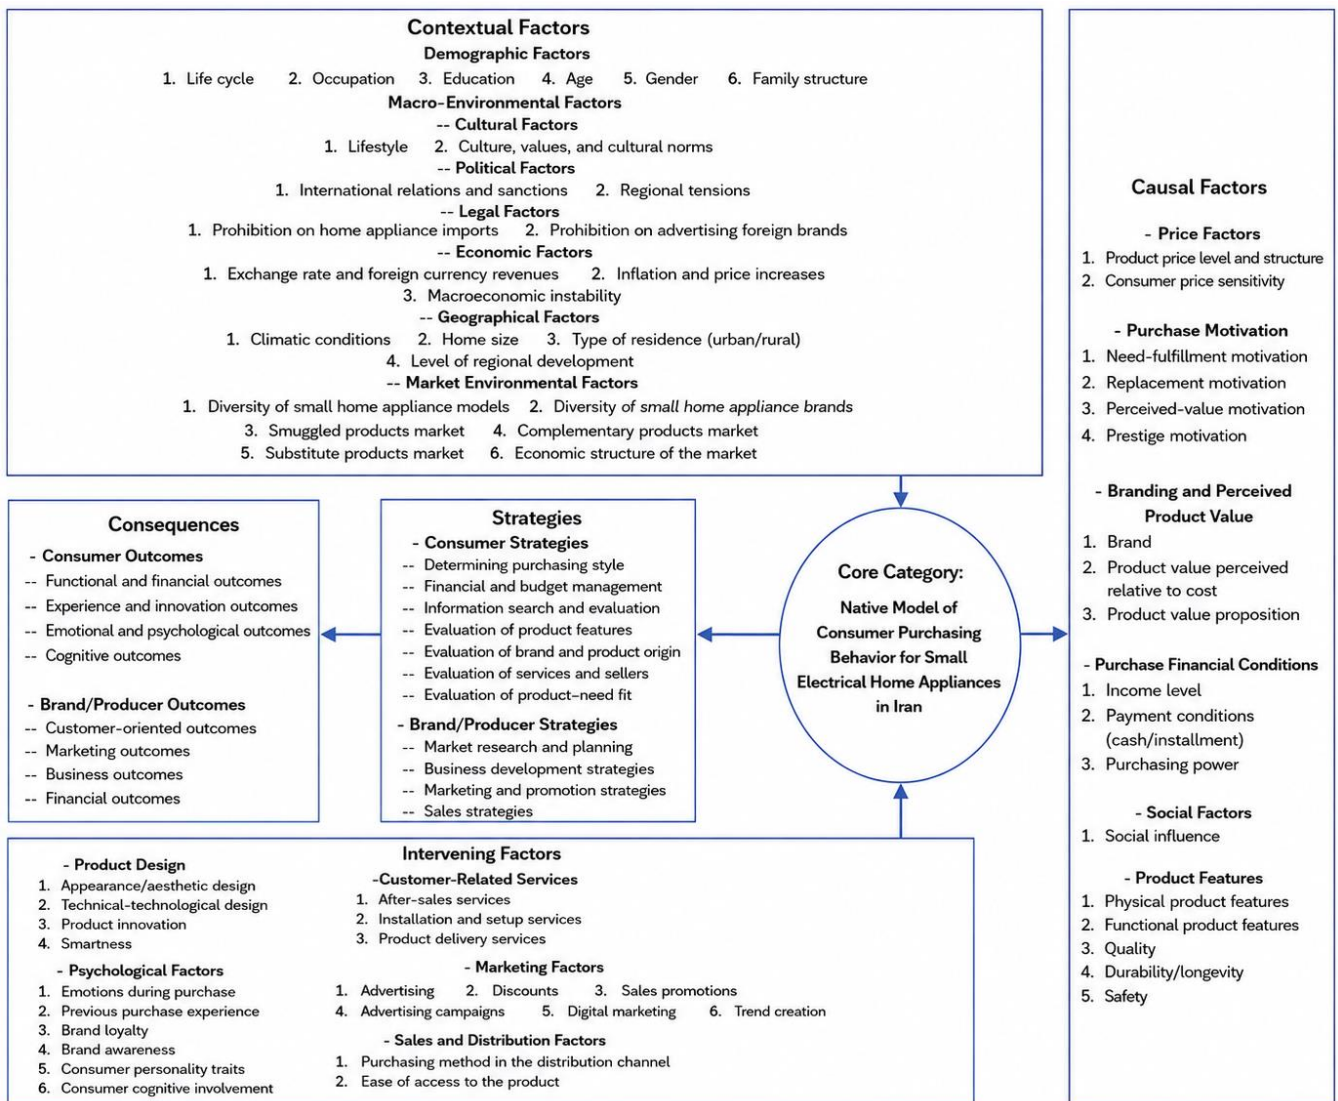 Contextual Factors
Demographic Factors
1. Life cycle 2. Occupation 3. Education 4. Age 5. Gender 6. Family structure
Macro-Environmental Factors
-- Cultural Factors
1. Lifestyle 2. Culture, values, and cultural norms
-- Political Factors
1. International relations and sanctions 2. Regional tensions
-- Legal Factors
1. Prohibition on home appliance imports 2. Prohibition on advertising foreign brands
-- Economic Factors
1. Exchange rate and foreign currency revenues 2. Inflation and price increases
3. Macroeconomic instability
-- Geographical Factors
1. Climatic conditions 2. Home size 3. Type of residence (urban/rural)
4. Level of regional development
-- Market Environmental Factors
1. Diversity of small home appliance models 2. Diversity of small home appliance brands
3. Smuggled products market 4. Complementary products market
5. Substitute products market 6. Economic structure of the market
Causal Factors
- Price Factors
1. Product price level and structure
2. Consumer price sensitivity
- Purchase Motivation
1. Need-fulfillment motivation
2. Replacement motivation
3. Perceived-value motivation
4. Prestige motivation
- Branding and Perceived
Product Value
1. Brand
2. Product value perceived
relative to cost
3. Product value proposition
- Purchase Financial Conditions
1. Income level
2. Payment conditions
(cash/installment)
3. Purchasing power
- Social Factors
1. Social influence
- Product Features
1. Physical product features
2. Functional product features
3. Quality
4. Durability/longevity
5. Safety
Consequences
- Consumer Outcomes
-- Functional and financial outcomes
-- Experience and innovation outcomes
-- Emotional and psychological outcomes
-- Cognitive outcomes
- Brand/Producer Outcomes
-- Customer-oriented outcomes
-- Marketing outcomes
-- Business outcomes
-- Financial outcomes
Strategies
- Consumer Strategies
-- Determining purchasing style
-- Financial and budget management
-- Information search and evaluation
-- Evaluation of product features
-- Evaluation of brand and product origin
-- Evaluation of services and sellers
-- Evaluation of product–need fit
- Brand/Producer Strategies
-- Market research and planning
-- Business development strategies
-- Marketing and promotion strategies
-- Sales strategies
Core Category:
Native Model of
Consumer Purchasing
Behavior for Small
Electrical Home Appliances
in Iran
Intervening Factors
- Product Design
1. Appearance/aesthetic design
2. Technical-technological design
3. Product innovation
4. Smartness
- Psychological Factors
1. Emotions during purchase
2. Previous purchase experience
3. Brand loyalty
4. Brand awareness
5. Consumer personality traits
6. Consumer cognitive involvement
-Customer-Related Services
1. After-sales services
2. Installation and setup services
3. Product delivery services
- Marketing Factors
1. Advertising 2. Discounts 3. Sales promotions
4. Advertising campaigns 5. Digital marketing 6. Trend creation
- Sales and Distribution Factors
1. Purchasing method in the distribution channel
2. Ease of access to the product